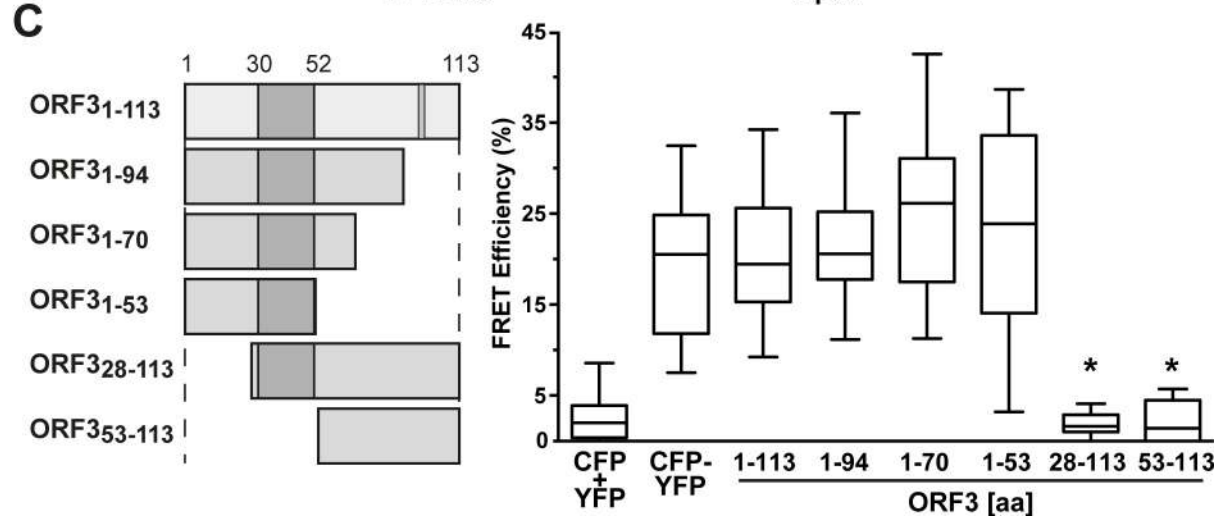 C
1 30 52 113
ORF31-113
ORF31-94
ORF31-70
ORF31-53
ORF328-113
ORF353-113
FRET Efficiency (%)
45
35
25
15
5
0
* *
CFP + YFP
CFP-YFP
1-113 1-94 1-70 1-53 28-113 53-113
ORF3 [aa]